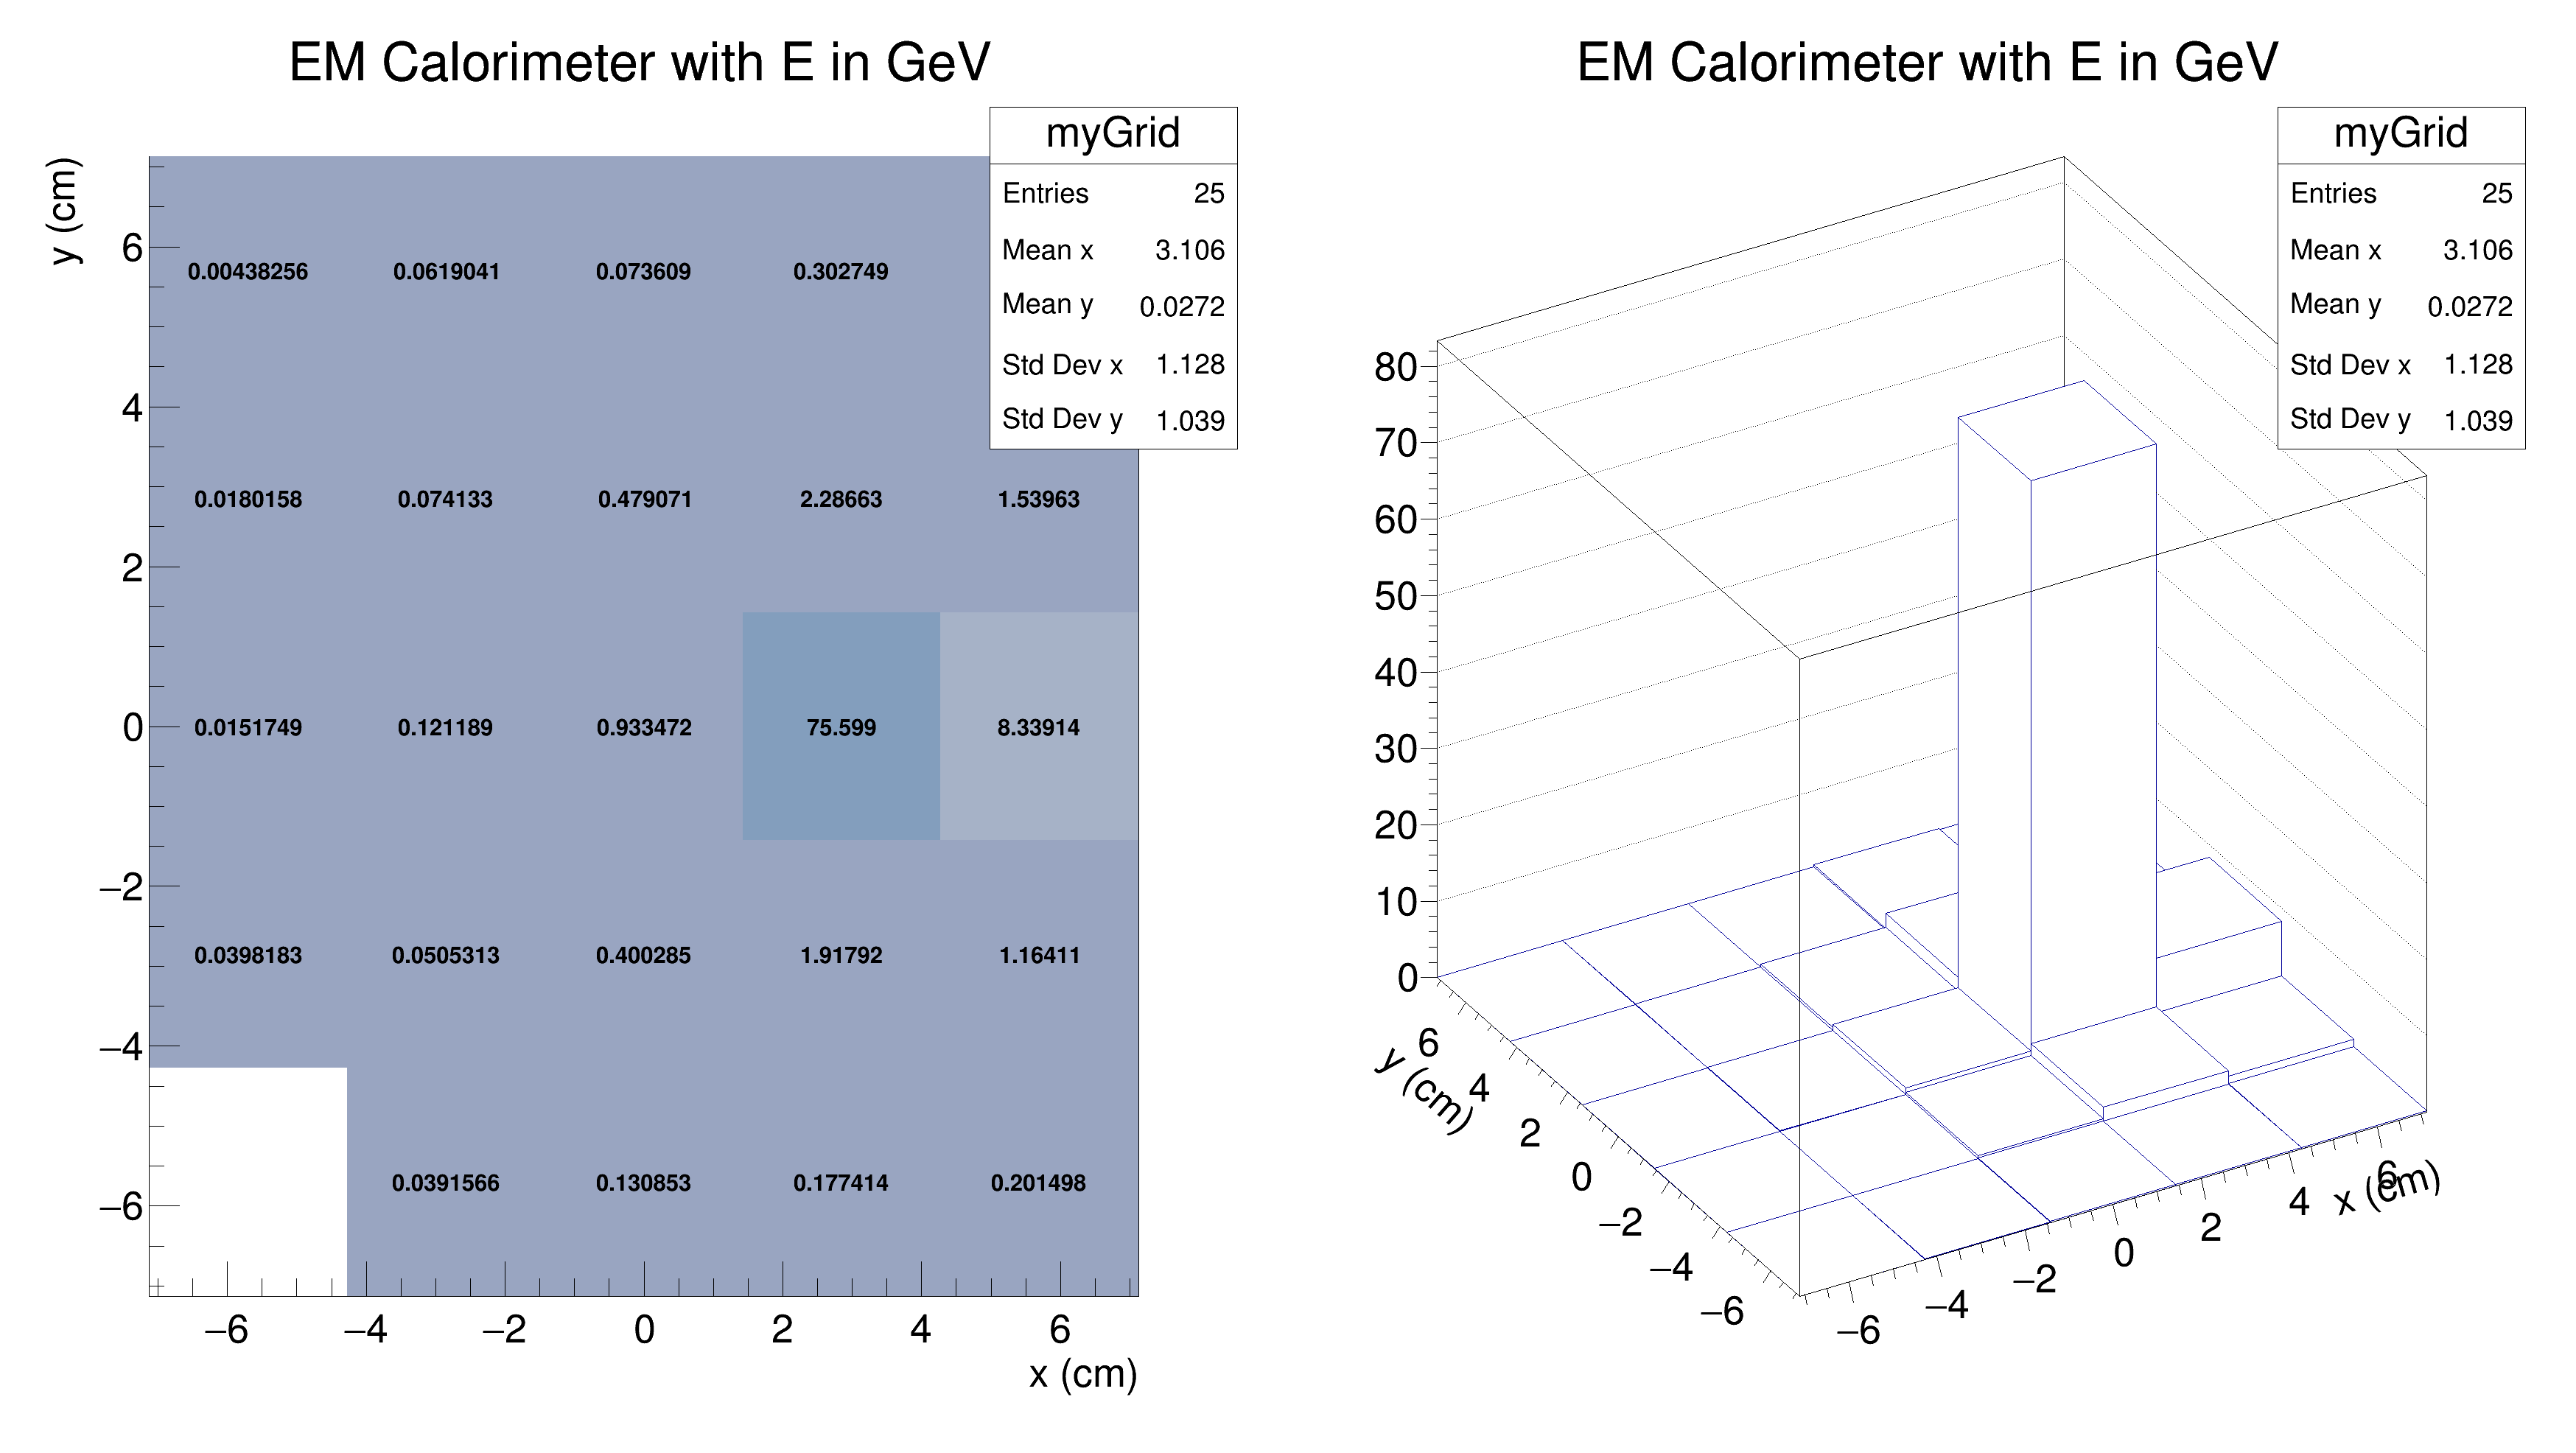 EM Calorimeter with E in GeV
myGrid
Entries 25
Mean x 3.106
Mean y 0.0272
Std Dev x 1.128
Std Dev y 1.039
y (cm)
6
4
2
0
−2
−4
−6
0.00438256 0.0619041 0.073609 0.302749
0.0180158 0.074133 0.479071 2.28663 1.53963
0.0151749 0.121189 0.933472 75.599 8.33914
0.0398183 0.0505313 0.400285 1.91792 1.16411
0.0391566 0.130853 0.177414 0.201498
−6 −4 −2 0 2 4 6
x (cm)
EM Calorimeter with E in GeV
myGrid
Entries 25
Mean x 3.106
Mean y 0.0272
Std Dev x 1.128
Std Dev y 1.039
80
70
60
50
40
30
20
10
0
y (cm)
6
4
2
0
−2
−4
−6
−6 −4 −2 0 2 4 6
x (cm)